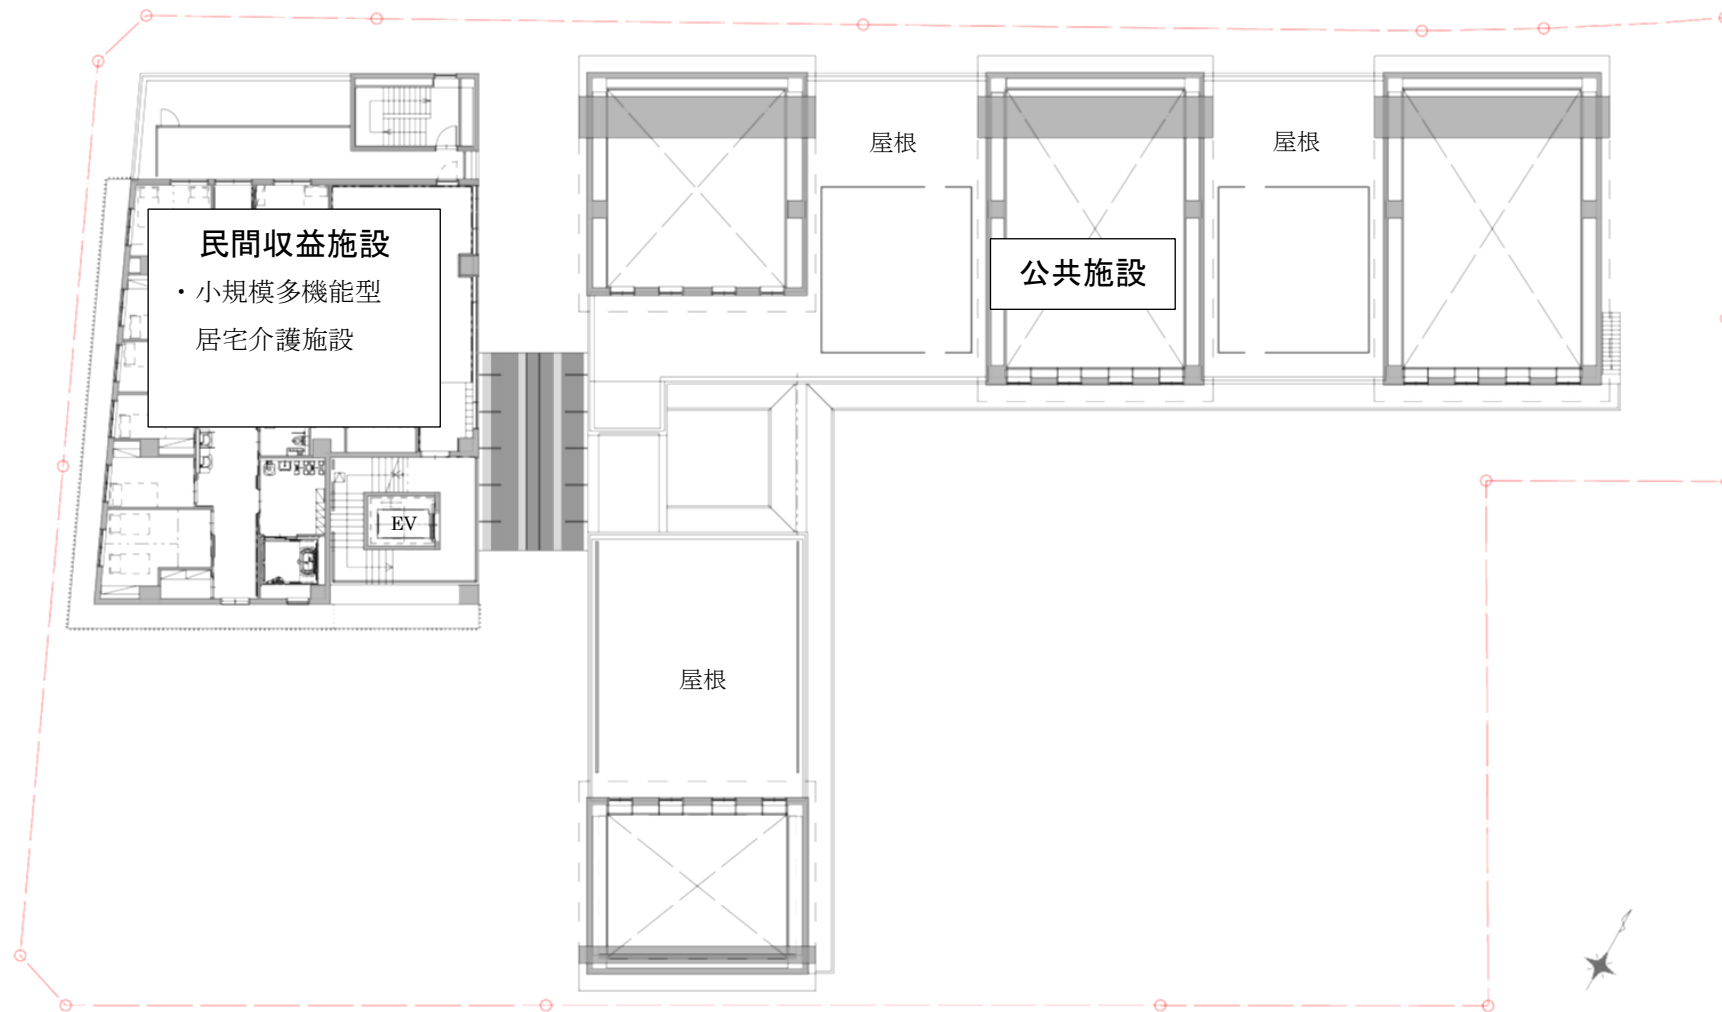 屋根
屋根
民間収益施設
・小規模多機能型
居宅介護施設
公共施設
EV
屋根